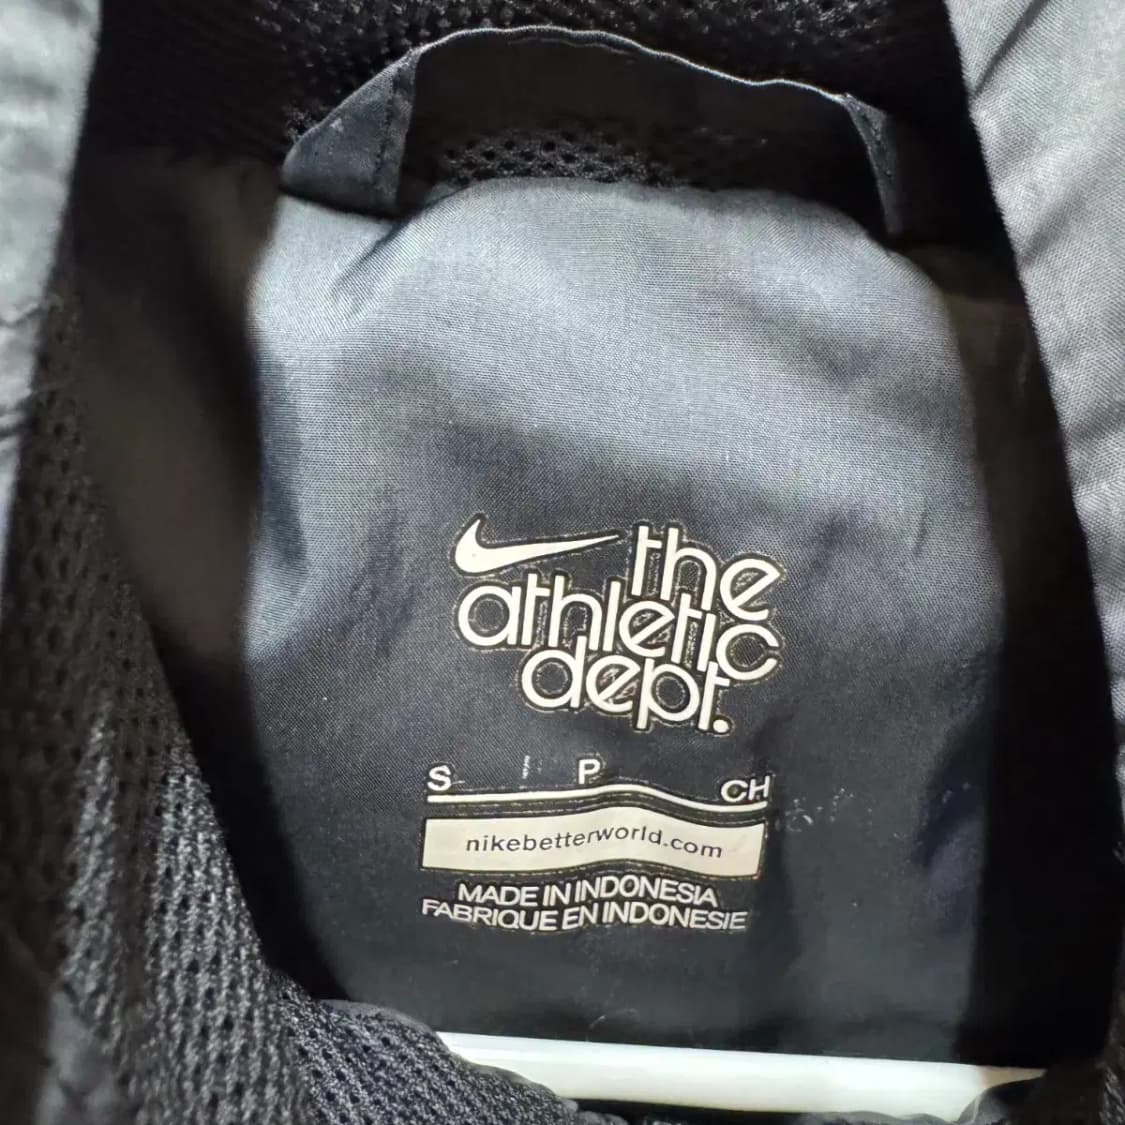 the
athletic
dept.
S P CH
nikebetterworld.com
MADE IN INDONESIA
FABRIQUE EN INDONESIE